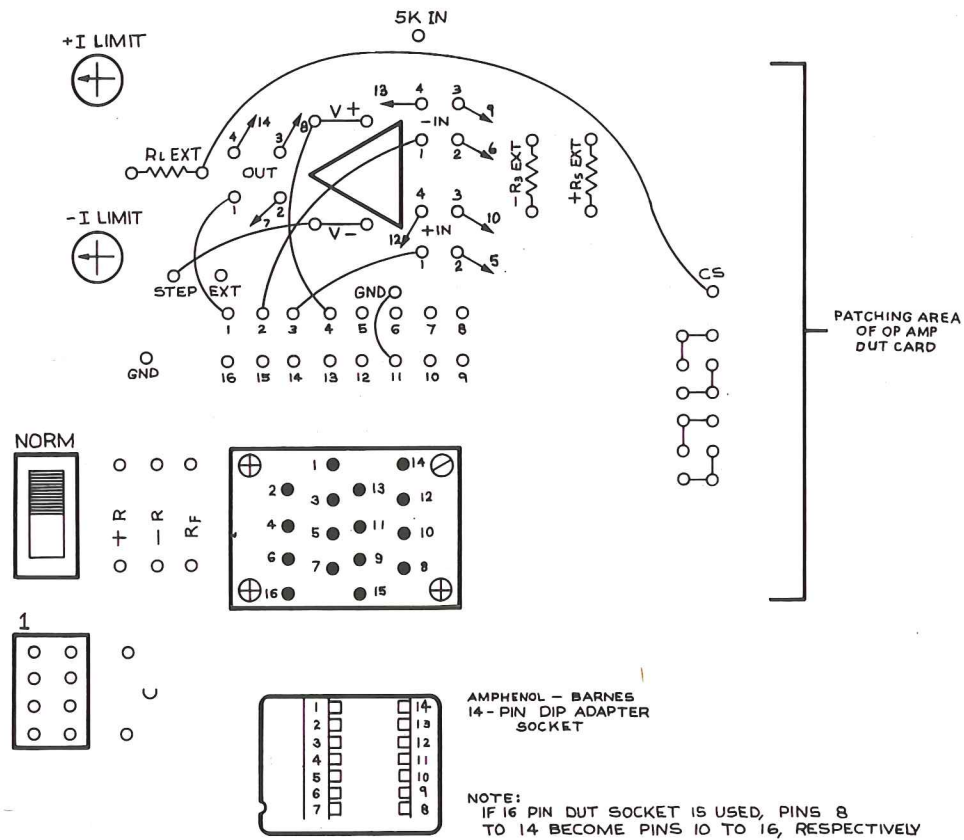 5K IN
+I LIMIT
13 4 3 9
V+
8
-IN
14
4 3
1 2 6
RL EXT
OUT
-R3 EXT
+R5 EXT
1 2
7
4 3 10
-I LIMIT
V-
12 +IN
1 2 5
STEP EXT
GND
CS
1 2 3 4 5 6 7 8
GND
16 15 14 13 12 11 10 9
PATCHING AREA
OF OP AMP
DUT CARD
NORM
+R
-R
RF
1 14
2 13
3 12
4 11
5 10
6 9
7 8
16 15
1
C
1 14
2 13
3 12
4 11
5 10
6 9
7 8
AMPHENOL - BARNES
14-PIN DIP ADAPTER
SOCKET
NOTE:
IF 16 PIN DUT SOCKET IS USED, PINS 8
TO 14 BECOME PINS 10 TO 16, RESPECTIVELY